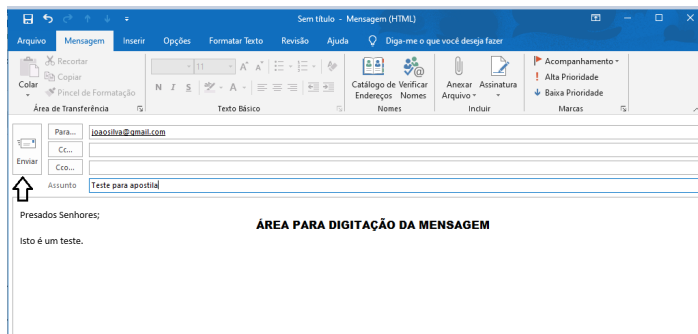 Sem título - Mensagem (HTML)
Arquivo Mensagem Inserir Opções Formatar Texto Revisão Ajuda Diga-me o que você deseja fazer
Colar
Recortar
Copiar
Pincel de Formatação
Área de Transferência
11 A A
N I S A
Texto Básico
Catálogo de Endereços
Verificar Nomes
Nomes
Anexar Arquivo
Assinatura
Incluir
Acompanhamento
Alta Prioridade
Baixa Prioridade
Marcas
Enviar
Para... joaosilva@gmail.com
Cc...
Cco...
Assunto Teste para apostila
Presados Senhores;
ÁREA PARA DIGITAÇÃO DA MENSAGEM
Isto é um teste.